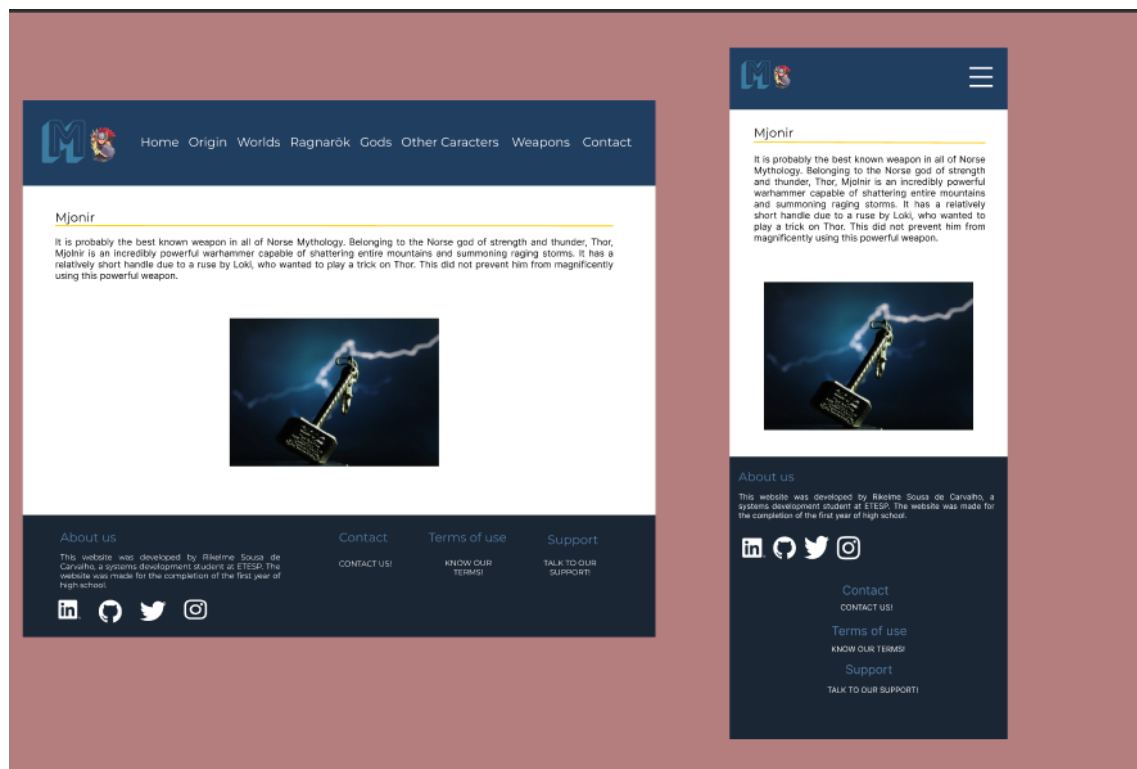 M
Home Origin Worlds Ragnarök Gods Other Caracters Weapons Contact
Mjonir
It is probably the best known weapon in all of Norse Mythology. Belonging to the Norse god of strength and thunder, Thor,
Mjolnir is an incredibly powerful warhammer capable of shattering entire mountains and summoning raging storms. It has a
relatively short handle due to a ruse by Loki, who wanted to play a trick on Thor. This did not prevent him from magnificently
using this powerful weapon.
About us
This website was developed by Rikelme Sousa de
Carvalho, a systems development student at ETESP. The
website was made for the completion of the first year of
high school.
in
Contact
CONTACT US!
Terms of use
KNOW OUR
TERMS!
Support
TALK TO OUR
SUPPORT!
M
Mjonir
It is probably the best known weapon in all of Norse
Mythology. Belonging to the Norse god of strength
and thunder, Thor, Mjolnir is an incredibly powerful
warhammer capable of shattering entire mountains
and summoning raging storms. It has a relatively
short handle due to a ruse by Loki, who wanted to
play a trick on Thor. This did not prevent him from
magnificently using this powerful weapon.
About us
This website was developed by Rikelme Sousa de Carvalho, a
systems development student at ETESP. The website was made for
the completion of the first year of high school.
in
Contact
CONTACT US!
Terms of use
KNOW OUR TERMS!
Support
TALK TO OUR SUPPORT!